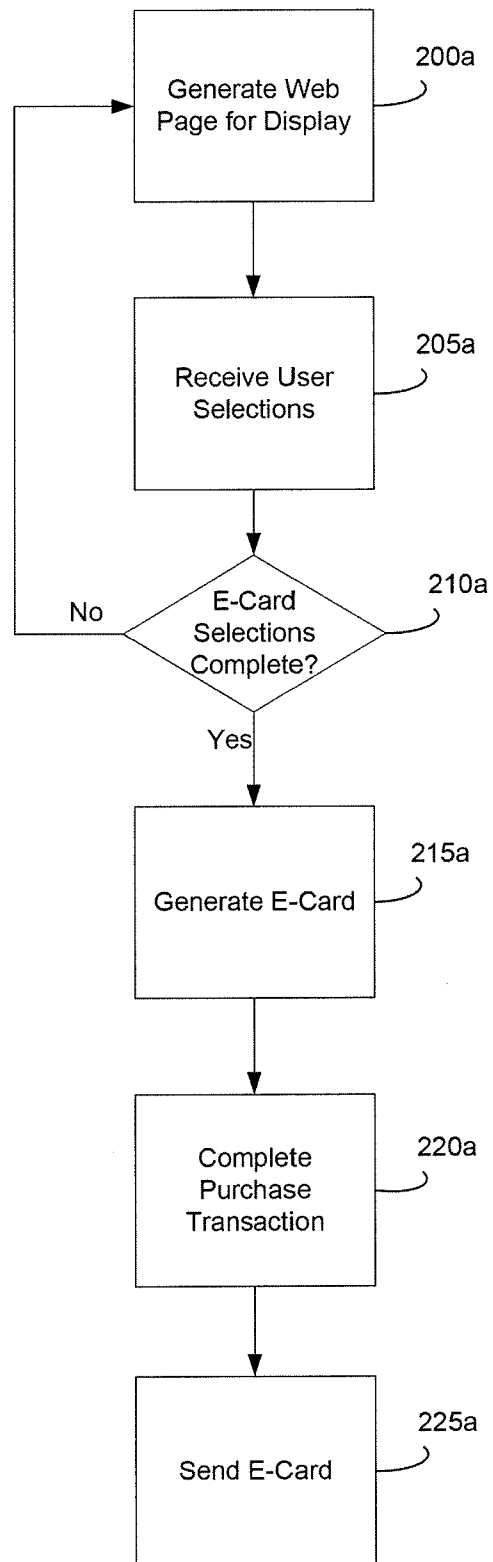 Generate Web
Page for Display
200a
Receive User
Selections
205a
E-Card
Selections
Complete?
210a
No
Yes
Generate E-Card
215a
Complete
Purchase
Transaction
220a
Send E-Card
225a